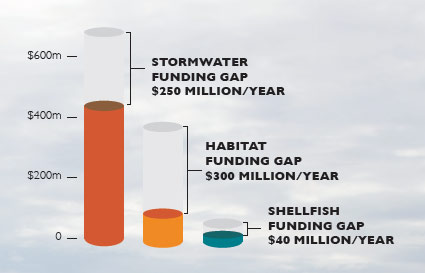 $600m
$400m
$200m
0
STORMWATER
FUNDING GAP
$250 MILLION/YEAR
HABITAT
FUNDING GAP
$300 MILLION/YEAR
SHELLFISH
FUNDING GAP
$40 MILLION/YEAR